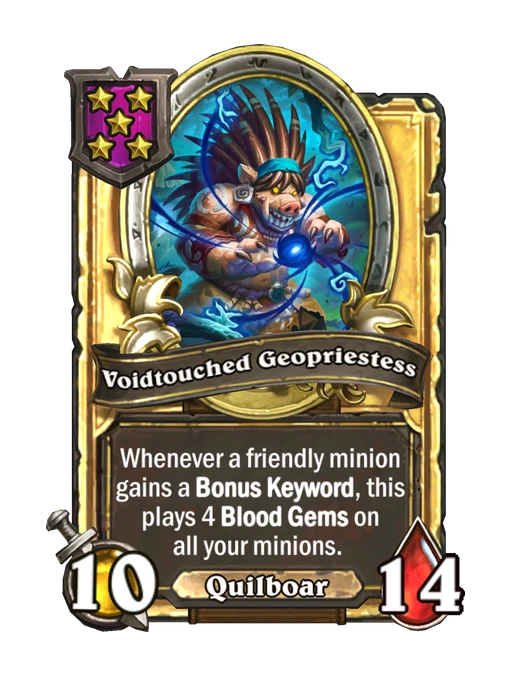 Voidtouched Geopriestess
Whenever a friendly minion
gains a Bonus Keyword, this
plays 4 Blood Gems on
all your minions.
10
Quilboar
14